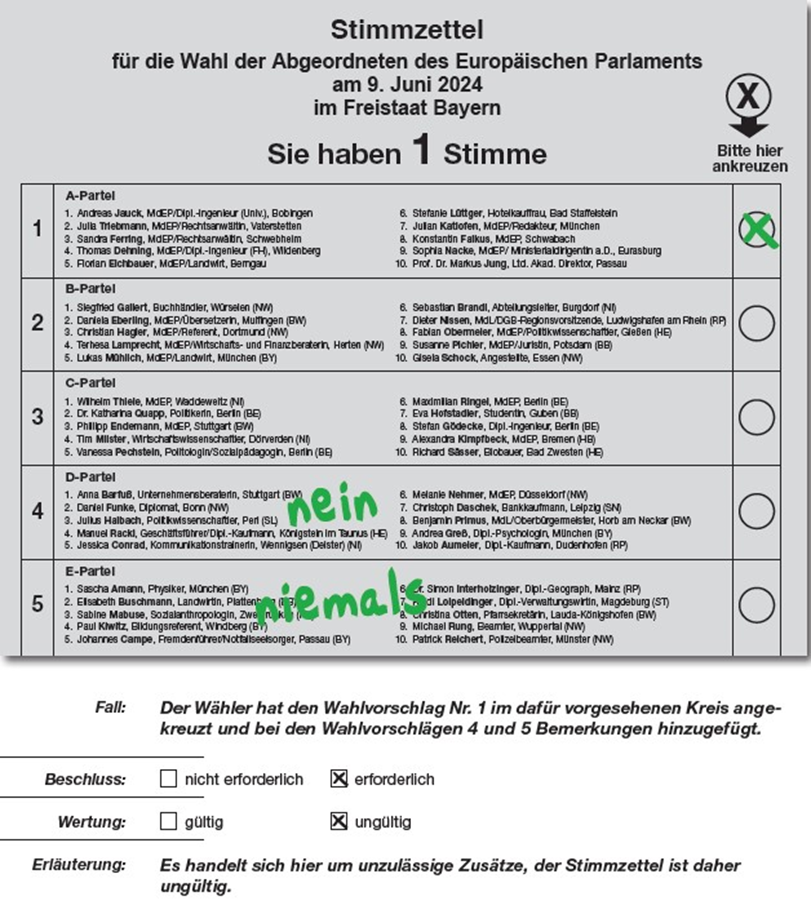 Stimmzettel
für die Wahl der Abgeordneten des Europäischen Parlaments
am 9. Juni 2024
im Freistaat Bayern
Sie haben 1 Stimme
X
Bitte hier
ankreuzen
1
A-Partei
1. Andreas Jauck, MdEP/Dipl.-Ingenieur (Univ.), Bobingen
2. Julia Triebmann, MdEP/Rechtsanwältin, Vaterstetten
3. Sandra Ferring, MdEP/Rechtsanwältin, Schwebheim
4. Thomas Dehning, MdEP/Dipl.-Ingenieur (FH), Wildenberg
5. Florian Eichbauer, MdEP/Landwirt, Berngau
6. Stefanie Lüttger, Hotelkauffrau, Bad Staffelstein
7. Julian Katlofen, MdEP/Redakteur, München
8. Konstantin Falkus, MdEP, Schwabach
9. Sophia Nacke, MdEP/ Ministerialdirigentin a.D., Eurasburg
10. Prof. Dr. Markus Jung, Ltd. Akad. Direktor, Passau
2
B-Partei
1. Siegfried Gallert, Buchhändler, Würselen (NW)
2. Daniela Eberling, MdEP/Übersetzerin, Mulfingen (BW)
3. Christian Hagler, MdEP/Referent, Dortmund (NW)
4. Terhesa Lamprecht, MdEP/Wirtschafts- und Finanzberaterin, Herten (NW)
5. Lukas Mühlich, MdEP/Landwirt, München (BY)
6. Sebastian Brandl, Abteilungsleiter, Burgdorf (NI)
7. Dieter Nissen, MdL/DGB-Regionsvorsitzende, Ludwigshafen am Rhein (RP)
8. Fabian Obermeier, MdEP/Politikwissenschaftler, Gießen (HE)
9. Susanne Pichler, MdEP/Juristin, Potsdam (BB)
10. Gisela Schock, Angestellte, Essen (NW)
3
C-Partei
1. Wilhelm Thiele, MdEP, Waddeweitz (NI)
2. Dr. Katharina Quapp, Politikerin, Berlin (BE)
3. Philipp Endemann, MdEP, Stuttgart (BW)
4. Tim Milster, Wirtschaftswissenschaftler, Dörverden (NI)
5. Vanessa Pechstein, Politologin/Sozialpädagogin, Berlin (BE)
6. Maximilian Ringel, MdEP, Berlin (BE)
7. Eva Hofstadler, Studentin, Guben (BB)
8. Stefan Gödecke, Dipl.-Ingenieur, Berlin (BE)
9. Alexandra Kimpfbeck, MdEP, Bremen (HB)
10. Richard Sässer, Biobauer, Bad Zwesten (HE)
4
D-Partei
1. Anna Barfuß, Unternehmensberaterin, Stuttgart (BW)
2. Daniel Funke, Diplomat, Bonn (NW)
3. Julius Halbach, Politikwissenschaftler, Perl (SL)
4. Manuel Racki, Geschäftsführer/Dipl.-Kaufmann, Königstein im Taunus (HE)
5. Jessica Conrad, Kommunikationstrainerin, Wennigsen (Deister) (NI)
nein
6. Melanie Nehmer, MdEP, Düsseldorf (NW)
7. Christoph Daschek, Bankkaufmann, Leipzig (SN)
8. Benjamin Primus, MdL/Oberbürgermeister, Horb am Neckar (BW)
9. Andrea Greß, Dipl.-Psychologin, München (BY)
10. Jakob Aumeier, Dipl.-Kaufmann, Dudenhofen (RP)
5
E-Partei
1. Sascha Amann, Physiker, München (BY)
2. Elisabeth Buschmann, Landwirtin,
3. Sabine Mabuse, Sozialanthropologin,
4. Paul Kiwitz, Bildungsreferent, Windberg (BY)
5. Johannes Campe, Fremdenführer/Notfallseelsorger, Passau (BY)
niemals
6. Dr. Simon Interholzinger, Dipl.-Geograph, Mainz (RP)
7. Loipeldinger, Dipl.-Verwaltungswirtin, Magdeburg (ST)
8. Christina Otten, Pfarrsekretärin, Lauda-Königshofen (BW)
9. Michael Rung, Beamter, Wuppertal (NW)
10. Patrick Reichert, Polizeibeamter, Münster (NW)
Fall: Der Wähler hat den Wahlvorschlag Nr. 1 im dafür vorgesehenen Kreis ange-
kreuzt und bei den Wahlvorschlägen 4 und 5 Bemerkungen hinzugefügt.
Beschluss: nicht erforderlich erforderlich
Wertung: gültig ungültig
Erläuterung: Es handelt sich hier um unzulässige Zusätze, der Stimmzettel ist daher
ungültig.